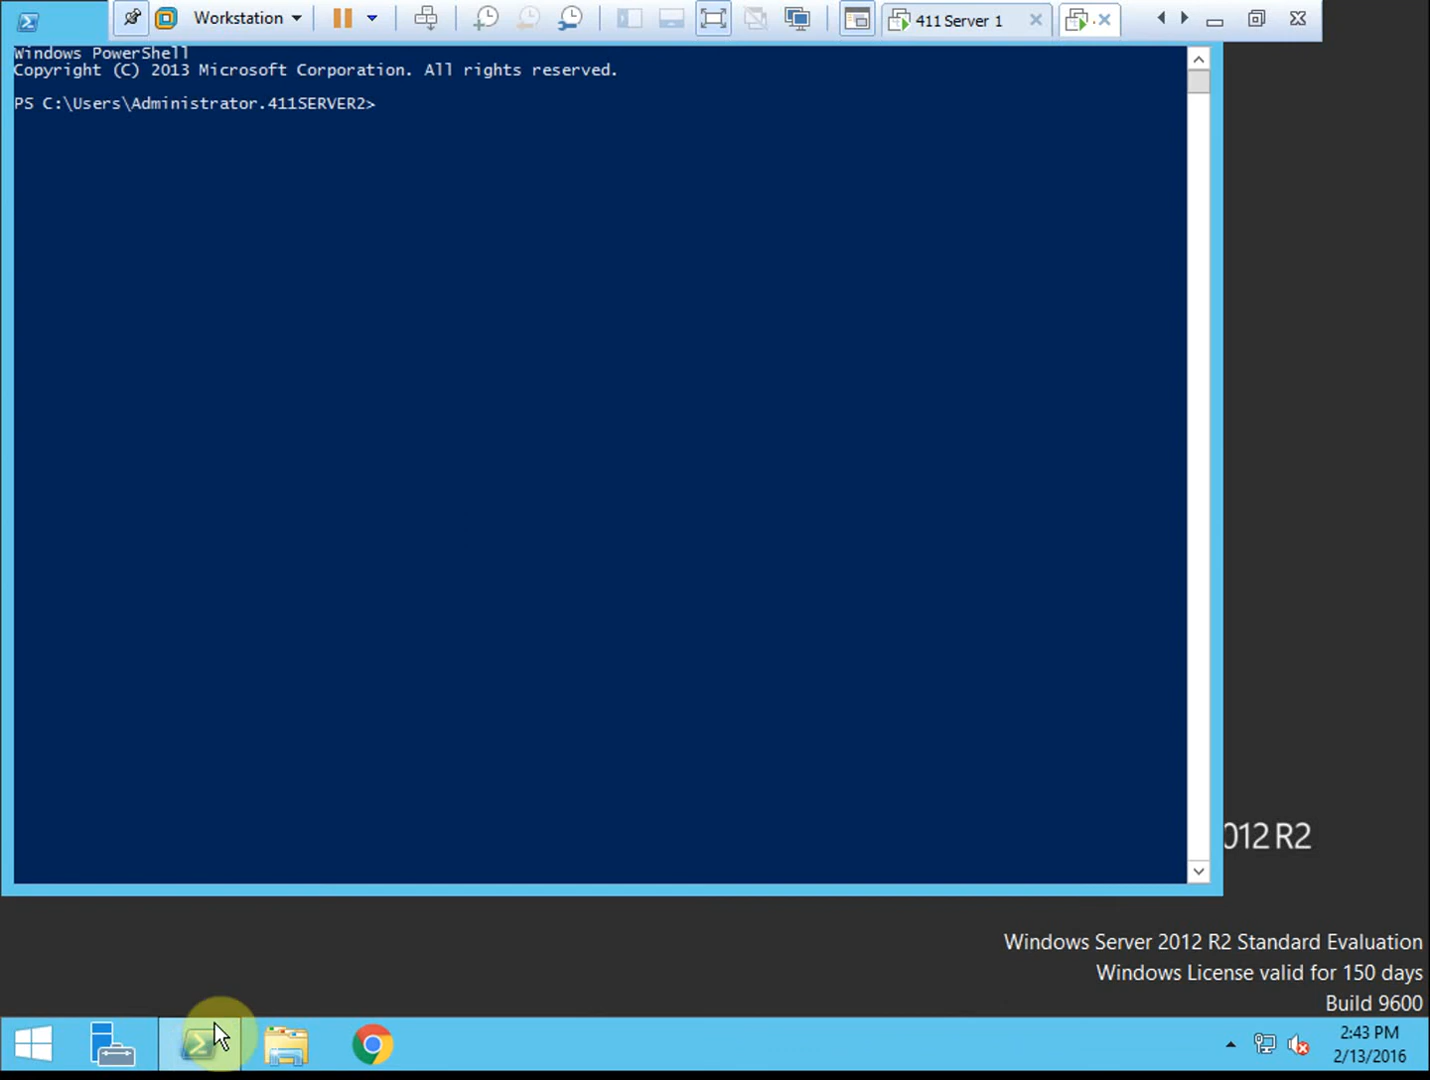 Workstation
411 Server 1
Windows PowerShell
Copyright (C) 2013 Microsoft Corporation. All rights reserved.
PS C:\Users\Administrator.411SERVER2>
012 R2
Windows Server 2012 R2 Standard Evaluation
Windows License valid for 150 days
Build 9600
2:43 PM
2/13/2016